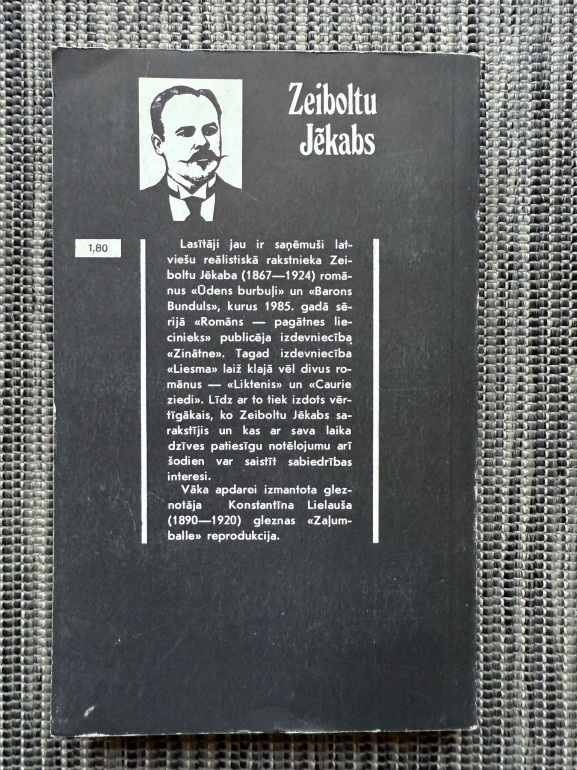 Zeiboltu
Jēkabs
1,80
Lasītāji jau ir saņēmuši lat-
viešu reālistiskā rakstnieka Zei-
boltu Jēkaba (1867—1924) romā-
nus «Ūdens burbuļi» un «Barons
Bunduls», kurus 1985. gadā sē-
rijā «Romāns — pagātnes lie-
cinieks» publicēja izdevniecība
«Zinātne». Tagad izdevniecība
«Liesma» laiž klajā vēl divus ro-
mānus — «Liktenis» un «Caurie
ziedi». Līdz ar to tiek izdots vēr-
tīgākais, ko Zeiboltu Jēkabs sa-
rakstījis un kas ar sava laika
dzīves patiesīgu notēlojumu arī
šodien var saistīt sabiedrības
interesi.
Vāka apdarei izmantota glez-
notāja Konstantīna Lielauša
(1890—1920) gleznas «Zaļum-
balle» reprodukcija.